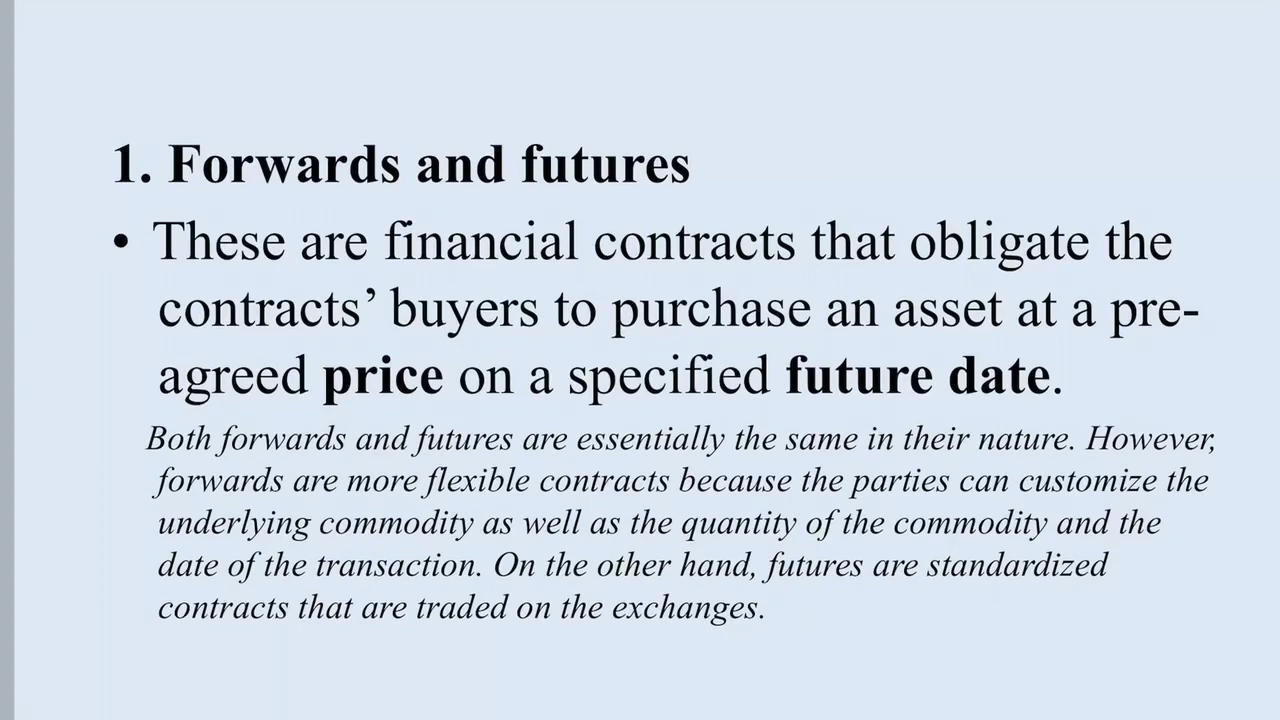 1. Forwards and futures
• These are financial contracts that obligate the
contracts’ buyers to purchase an asset at a pre-
agreed price on a specified future date.
Both forwards and futures are essentially the same in their nature. However,
forwards are more flexible contracts because the parties can customize the
underlying commodity as well as the quantity of the commodity and the
date of the transaction. On the other hand, futures are standardized
contracts that are traded on the exchanges.